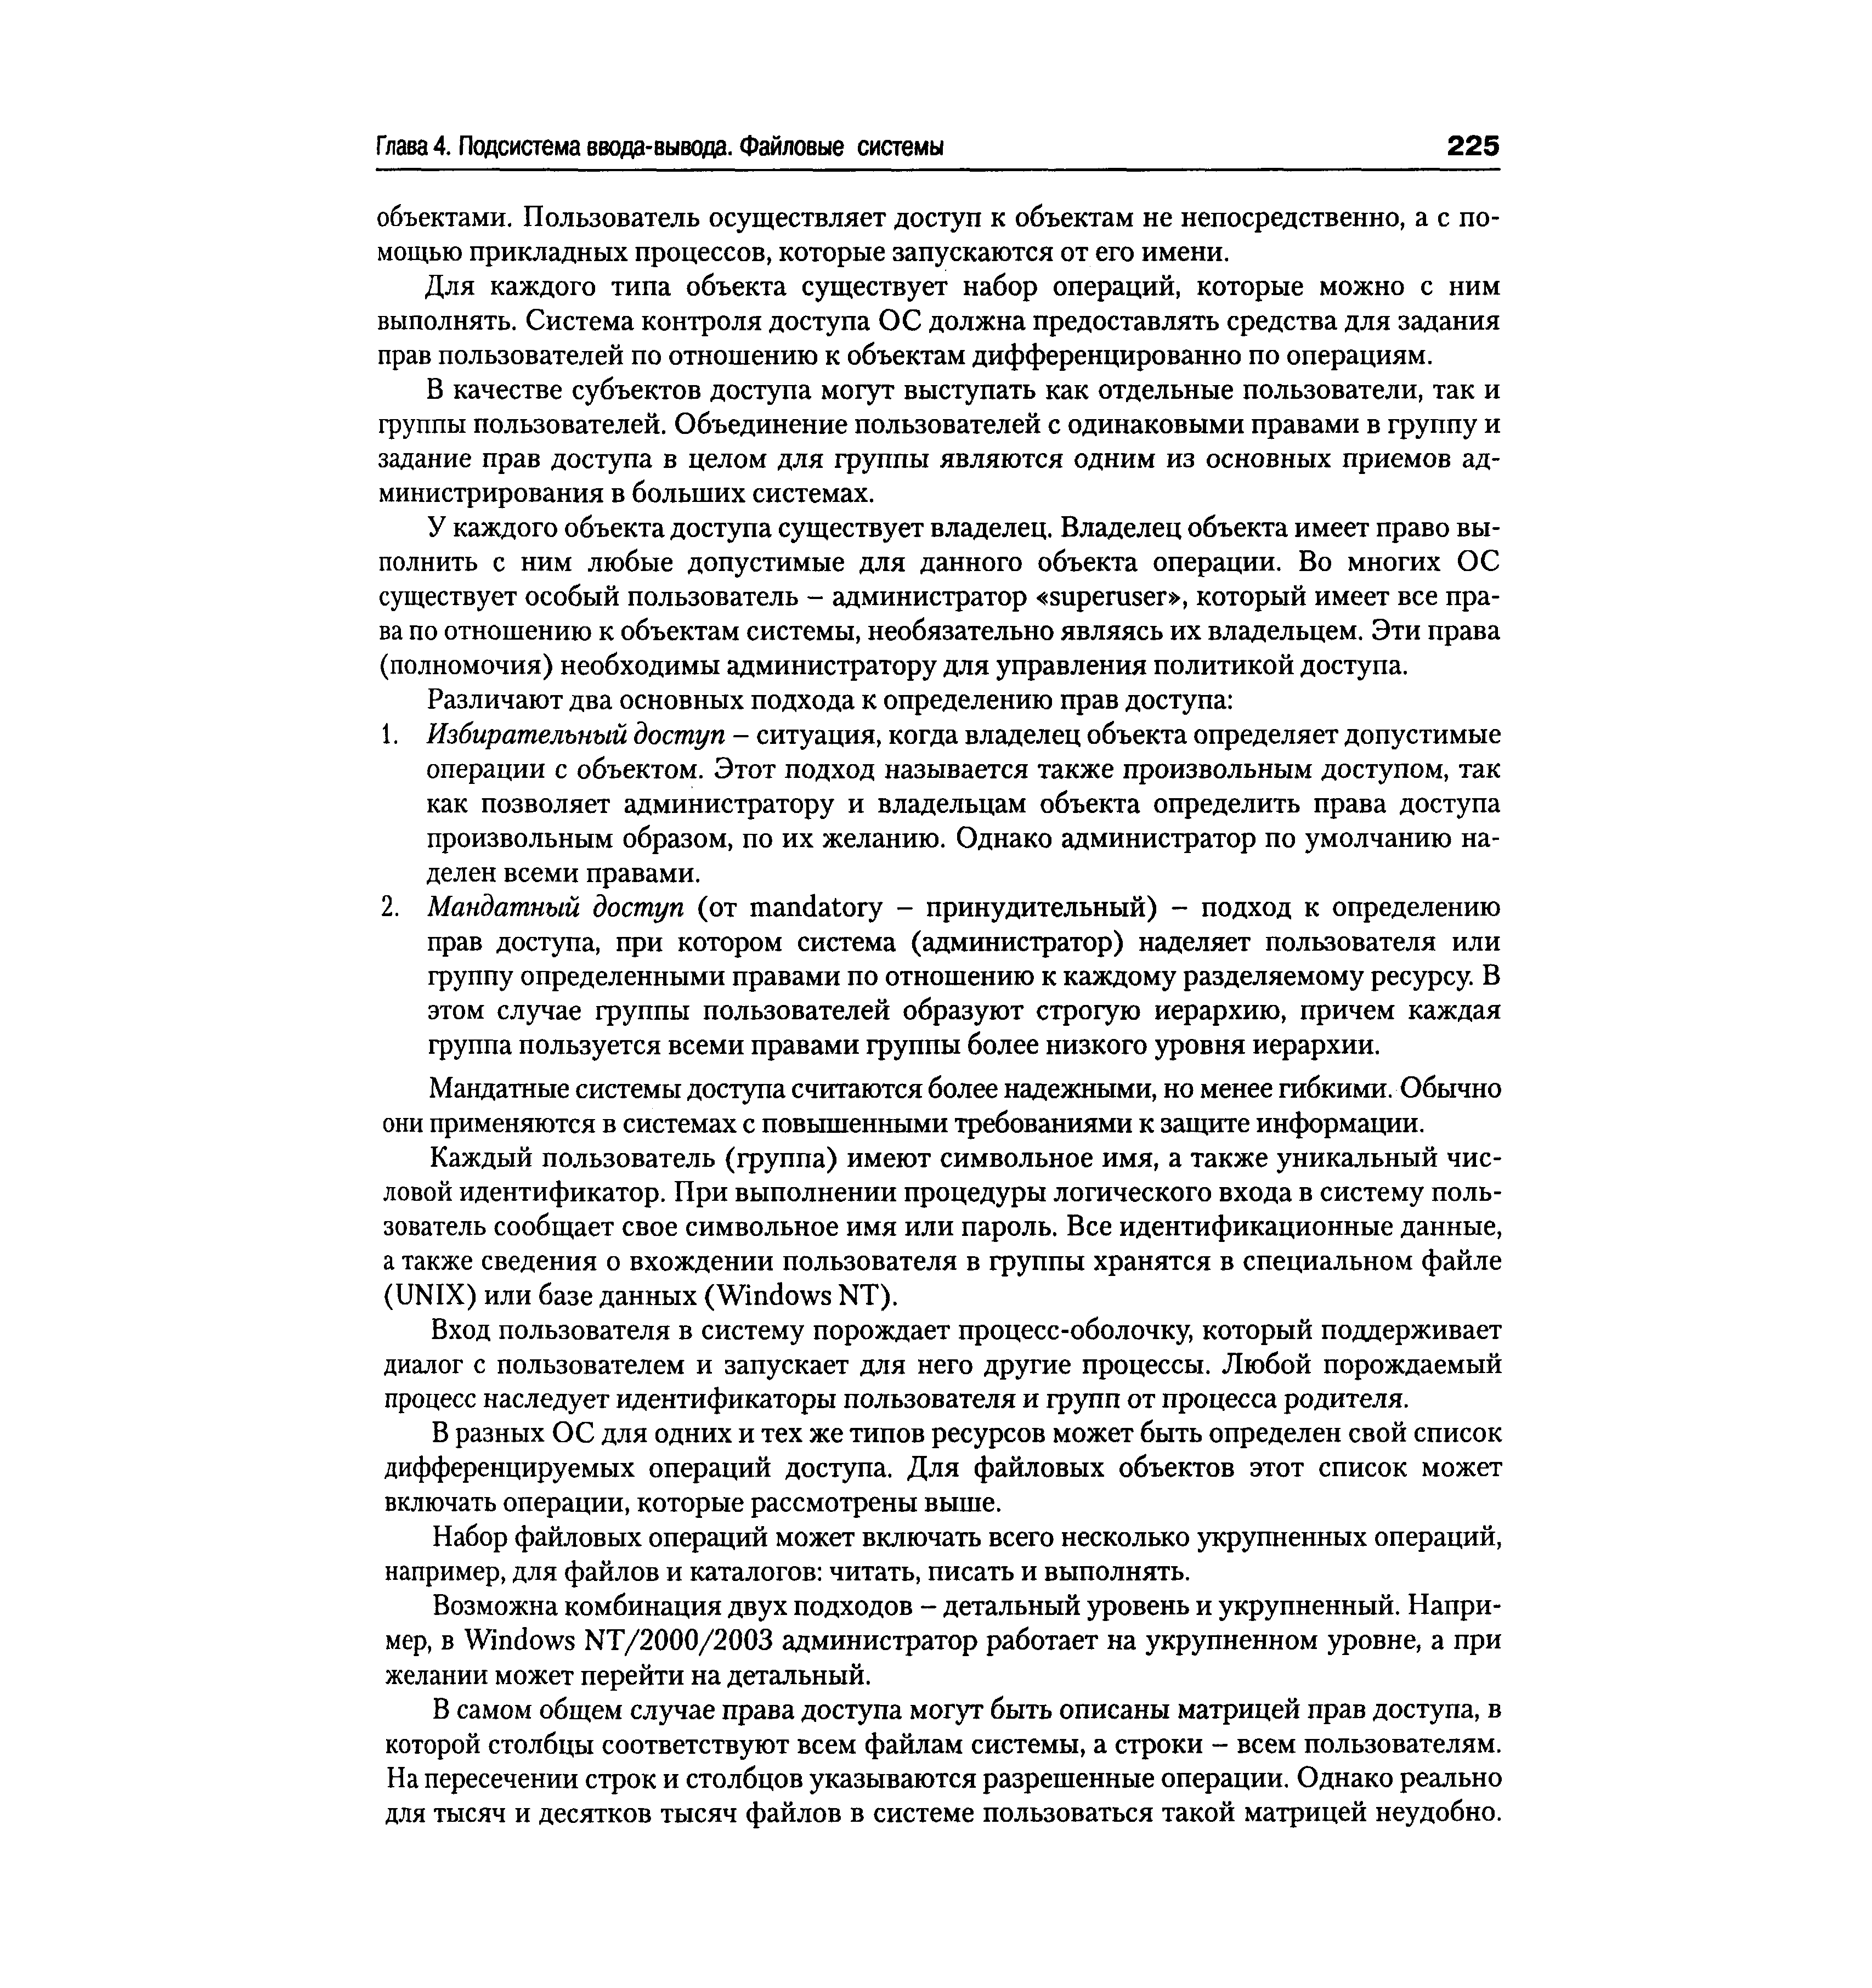 Глава 4. Подсистема ввода-вывода. Файловые системы 225
объектами. Пользователь осуществляет доступ к объектам не непосредственно, а с по-
мощью прикладных процессов, которые запускаются от его имени.
Для каждого типа объекта существует набор операций, которые можно с ним
выполнять. Система контроля доступа ОС должна предоставлять средства для задания
прав пользователей по отношению к объектам дифференцированно по операциям.
В качестве субъектов доступа могут выступать как отдельные пользователи, так и
группы пользователей. Объединение пользователей с одинаковыми правами в группу и
задание прав доступа в целом для группы являются одним из основных приемов ад-
министрирования в больших системах.
У каждого объекта доступа существует владелец. Владелец объекта имеет право вы-
полнить с ним любые допустимые для данного объекта операции. Во многих ОС
существует особый пользователь – администратор «superuser», который имеет все пра-
ва по отношению к объектам системы, необязательно являясь их владельцем. Эти права
(полномочия) необходимы администратору для управления политикой доступа.
Различают два основных подхода к определению прав доступа:
1. Избирательный доступ – ситуация, когда владелец объекта определяет допустимые
операции с объектом. Этот подход называется также произвольным доступом, так
как позволяет администратору и владельцам объекта определить права доступа
произвольным образом, по их желанию. Однако администратор по умолчанию на-
делен всеми правами.
2. Мандатный доступ (от mandatory – принудительный) – подход к определению
прав доступа, при котором система (администратор) наделяет пользователя или
группу определенными правами по отношению к каждому разделяемому ресурсу. В
этом случае группы пользователей образуют строгую иерархию, причем каждая
группа пользуется всеми правами группы более низкого уровня иерархии.
Мандатные системы доступа считаются более надежными, но менее гибкими. Обычно
они применяются в системах с повышенными требованиями к защите информации.
Каждый пользователь (группа) имеют символьное имя, а также уникальный чис-
ловой идентификатор. При выполнении процедуры логического входа в систему поль-
зователь сообщает свое символьное имя или пароль. Все идентификационные данные,
а также сведения о вхождении пользователя в группы хранятся в специальном файле
(UNIX) или базе данных (Windows NT).
Вход пользователя в систему порождает процесс-оболочку, который поддерживает
диалог с пользователем и запускает для него другие процессы. Любой порождаемый
процесс наследует идентификаторы пользователя и групп от процесса родителя.
В разных ОС для одних и тех же типов ресурсов может быть определен свой список
дифференцируемых операций доступа. Для файловых объектов этот список может
включать операции, которые рассмотрены выше.
Набор файловых операций может включать всего несколько укрупненных операций,
например, для файлов и каталогов: читать, писать и выполнять.
Возможна комбинация двух подходов – детальный уровень и укрупненный. Напри-
мер, в Windows NT/2000/2003 администратор работает на укрупненном уровне, а при
желании может перейти на детальный.
В самом общем случае права доступа могут быть описаны матрицей прав доступа, в
которой столбцы соответствуют всем файлам системы, а строки – всем пользователям.
На пересечении строк и столбцов указываются разрешенные операции. Однако реально
для тысяч и десятков тысяч файлов в системе пользоваться такой матрицей неудобно.